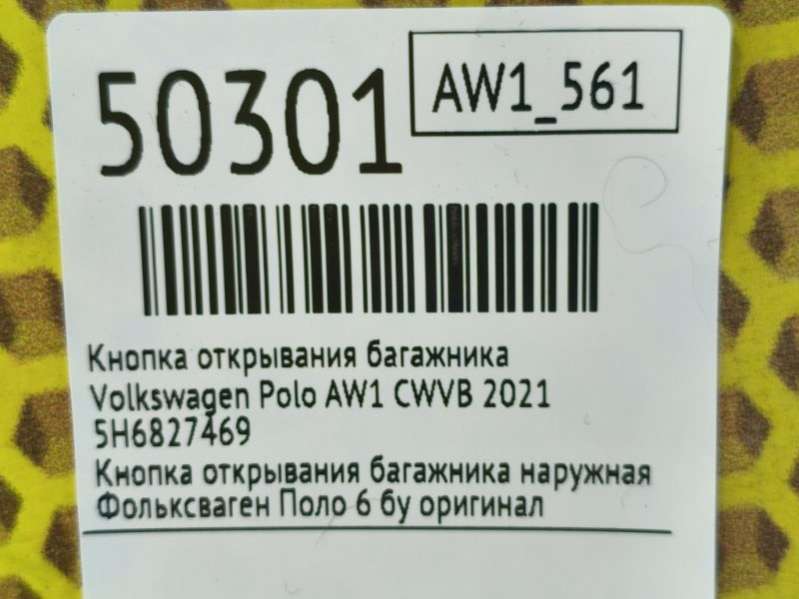 50301
AW1_561
Кнопка открывания багажника
Volkswagen Polo AW1 CWVB 2021
5H6827469
Кнопка открывания багажника наружная
Фольксваген Поло 6 бу оригинал